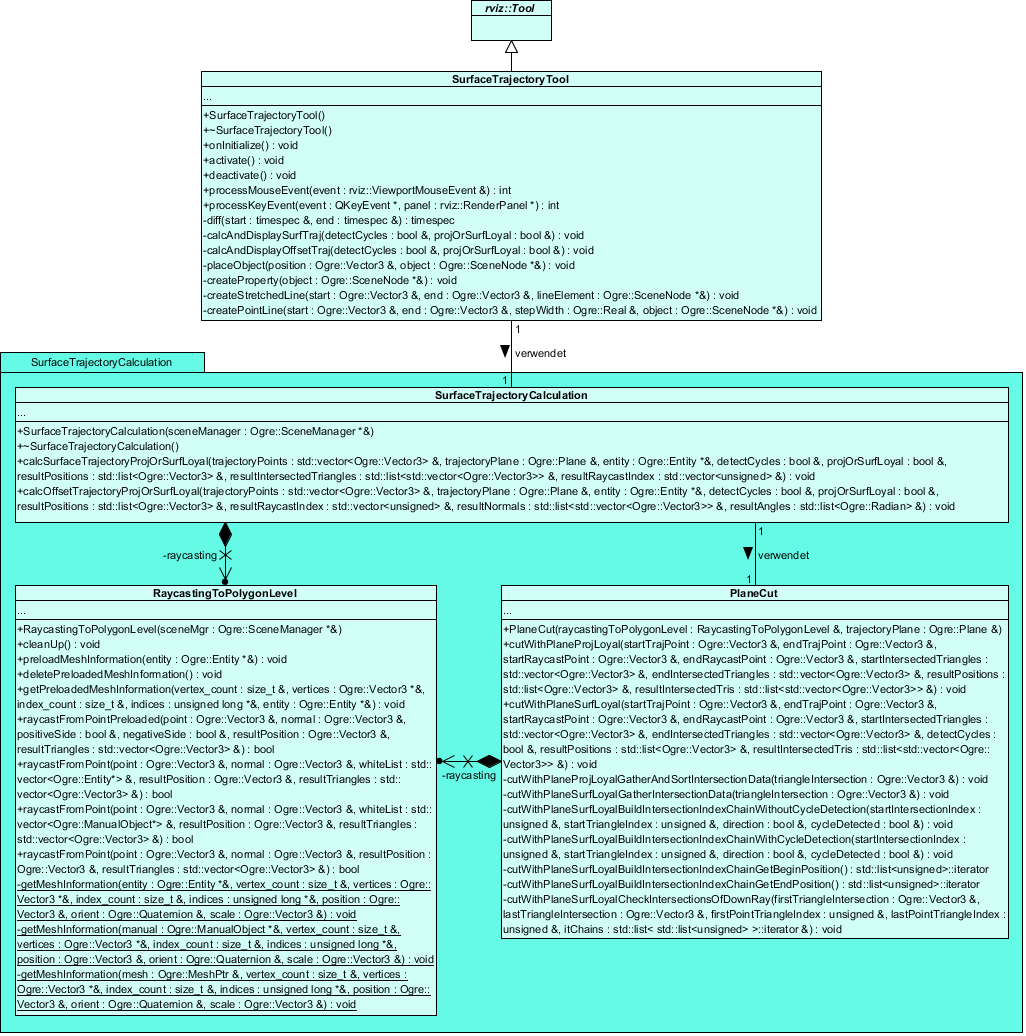 rviz::Tool
SurfaceTrajectoryTool
...
+SurfaceTrajectoryTool()
+~SurfaceTrajectoryTool()
+onInitialize() : void
+activate() : void
+deactivate() : void
+processMouseEvent(event : rviz::ViewportMouseEvent &) : int
+processKeyEvent(event : QKeyEvent *, panel : rviz::RenderPanel *) : int
-diff(start : timespec &, end : timespec &) : timespec
-calcAndDisplaySurfTraj(detectCycles : bool &, projOrSurfLoyal : bool &) : void
-calcAndDisplayOffsetTraj(detectCycles : bool &, projOrSurfLoyal : bool &) : void
-placeObject(position : Ogre::Vector3 &, object : Ogre::SceneNode *&) : void
-createProperty(object : Ogre::SceneNode *&) : void
-createStretchedLine(start : Ogre::Vector3 &, end : Ogre::Vector3 &, lineElement : Ogre::SceneNode *&) : void
-createPointLine(start : Ogre::Vector3 &, end : Ogre::Vector3 &, stepWidth : Ogre::Real &, object : Ogre::SceneNode *&) : void
1
verwendet
1
SurfaceTrajectoryCalculation
SurfaceTrajectoryCalculation
...
+SurfaceTrajectoryCalculation(sceneManager : Ogre::SceneManager *&)
+~SurfaceTrajectoryCalculation()
+calcSurfaceTrajectoryProjOrSurfLoyal(trajectoryPoints : std::vector<Ogre::Vector3> &, trajectoryPlane : Ogre::Plane &, entity : Ogre::Entity *&, detectCycles : bool &, projOrSurfLoyal : bool &,
resultPositions : std::list<Ogre::Vector3> &, resultIntersectedTriangles : std::list<std::vector<Ogre::Vector3>> &, resultRaycastIndex : std::vector<unsigned> &) : void
+calcOffsetTrajectoryProjOrSurfLoyal(trajectoryPoints : std::vector<Ogre::Vector3> &, trajectoryPlane : Ogre::Plane &, entity : Ogre::Entity *&, detectCycles : bool &, projOrSurfLoyal : bool &,
resultPositions : std::list<Ogre::Vector3> &, resultRaycastIndex : std::vector<unsigned> &, resultNormals : std::list<std::vector<Ogre::Vector3>> &, resultAngles : std::list<Ogre::Radian> &) : void
-raycasting
1
verwendet
1
RaycastingToPolygonLevel
...
+RaycastingToPolygonLevel(sceneMgr : Ogre::SceneManager *&)
+cleanUp() : void
+preloadMeshInformation(entity : Ogre::Entity *&) : void
+deletePreloadedMeshInformation() : void
+getPreloadedMeshInformation(vertex_count : size_t &, vertices : Ogre::Vector3 *&,
index_count : size_t &, indices : unsigned long *&, entity : Ogre::Entity *&) : void
+raycastFromPointPreloaded(point : Ogre::Vector3 &, normal : Ogre::Vector3 &,
positiveSide : bool &, negativeSide : bool &, resultPosition : Ogre::Vector3 &,
resultTriangles : std::vector<Ogre::Vector3> &) : bool
+raycastFromPoint(point : Ogre::Vector3 &, normal : Ogre::Vector3 &, whiteList : std::
vector<Ogre::Entity*> &, resultPosition : Ogre::Vector3 &, resultTriangles : std::
vector<Ogre::Vector3> &) : bool
+raycastFromPoint(point : Ogre::Vector3 &, normal : Ogre::Vector3 &, whiteList : std::
vector<Ogre::ManualObject*> &, resultPosition : Ogre::Vector3 &, resultTriangles :
std::vector<Ogre::Vector3> &) : bool
+raycastFromPoint(point : Ogre::Vector3 &, normal : Ogre::Vector3 &, resultPosition :
Ogre::Vector3 &, resultTriangles : std::vector<Ogre::Vector3> &) : bool
-getMeshInformation(entity : Ogre::Entity *&, vertex_count : size_t &, vertices : Ogre::
Vector3 *&, index_count : size_t &, indices : unsigned long *&, position : Ogre::
Vector3 &, orient : Ogre::Quaternion &, scale : Ogre::Vector3 &) : void
-getMeshInformation(manual : Ogre::ManualObject *&, vertex_count : size_t &,
vertices : Ogre::Vector3 *&, index_count : size_t &, indices : unsigned long *&,
position : Ogre::Vector3 &, orient : Ogre::Quaternion &, scale : Ogre::Vector3 &) : void
-getMeshInformation(mesh : Ogre::MeshPtr &, vertex_count : size_t &, vertices :
Ogre::Vector3 *&, index_count : size_t &, indices : unsigned long *&, position : Ogre::
Vector3 &, orient : Ogre::Quaternion &, scale : Ogre::Vector3 &) : void
-raycasting
PlaneCut
...
+PlaneCut(raycastingToPolygonLevel : RaycastingToPolygonLevel &, trajectoryPlane : Ogre::Plane &)
+cutWithPlaneProjLoyal(startTrajPoint : Ogre::Vector3 &, endTrajPoint : Ogre::Vector3 &,
startRaycastPoint : Ogre::Vector3 &, endRaycastPoint : Ogre::Vector3 &, startIntersectedTriangles :
std::vector<Ogre::Vector3> &, endIntersectedTriangles : std::vector<Ogre::Vector3> &, resultPositions :
std::list<Ogre::Vector3> &, resultIntersectedTris : std::list<std::vector<Ogre::Vector3>> &) : void
+cutWithPlaneSurfLoyal(startTrajPoint : Ogre::Vector3 &, endTrajPoint : Ogre::Vector3 &,
startRaycastPoint : Ogre::Vector3 &, endRaycastPoint : Ogre::Vector3 &, startIntersectedTriangles :
std::vector<Ogre::Vector3> &, endIntersectedTriangles : std::vector<Ogre::Vector3> &, detectCycles :
bool &, resultPositions : std::list<Ogre::Vector3> &, resultIntersectedTris : std::list<std::vector<Ogre::
Vector3>> &) : void
-cutWithPlaneProjLoyalGatherAndSortIntersectionData(triangleIntersection : Ogre::Vector3 &) : void
-cutWithPlaneSurfLoyalGatherIntersectionData(triangleIntersection : Ogre::Vector3 &) : void
-cutWithPlaneSurfLoyalBuildIntersectionIndexChainWithoutCycleDetection(startIntersectionIndex :
unsigned &, startTriangleIndex : unsigned &, direction : bool &, cycleDetected : bool &) : void
-cutWithPlaneSurfLoyalBuildIntersectionIndexChainWithCycleDetection(startIntersectionIndex :
unsigned &, startTriangleIndex : unsigned &, direction : bool &, cycleDetected : bool &) : void
-cutWithPlaneSurfLoyalBuildIntersectionIndexChainGetBeginPosition() : std::list<unsigned>::iterator
-cutWithPlaneSurfLoyalBuildIntersectionIndexChainGetEndPosition() : std::list<unsigned>::iterator
-cutWithPlaneSurfLoyalCheckIntersectionsOfDownRay(firstTriangleIntersection : Ogre::Vector3 &,
lastTriangleIntersection : Ogre::Vector3 &, firstPointTriangleIndex : unsigned &, lastPointTriangleIndex :
unsigned &, itChains : std::list< std::list<unsigned> >::iterator &) : void